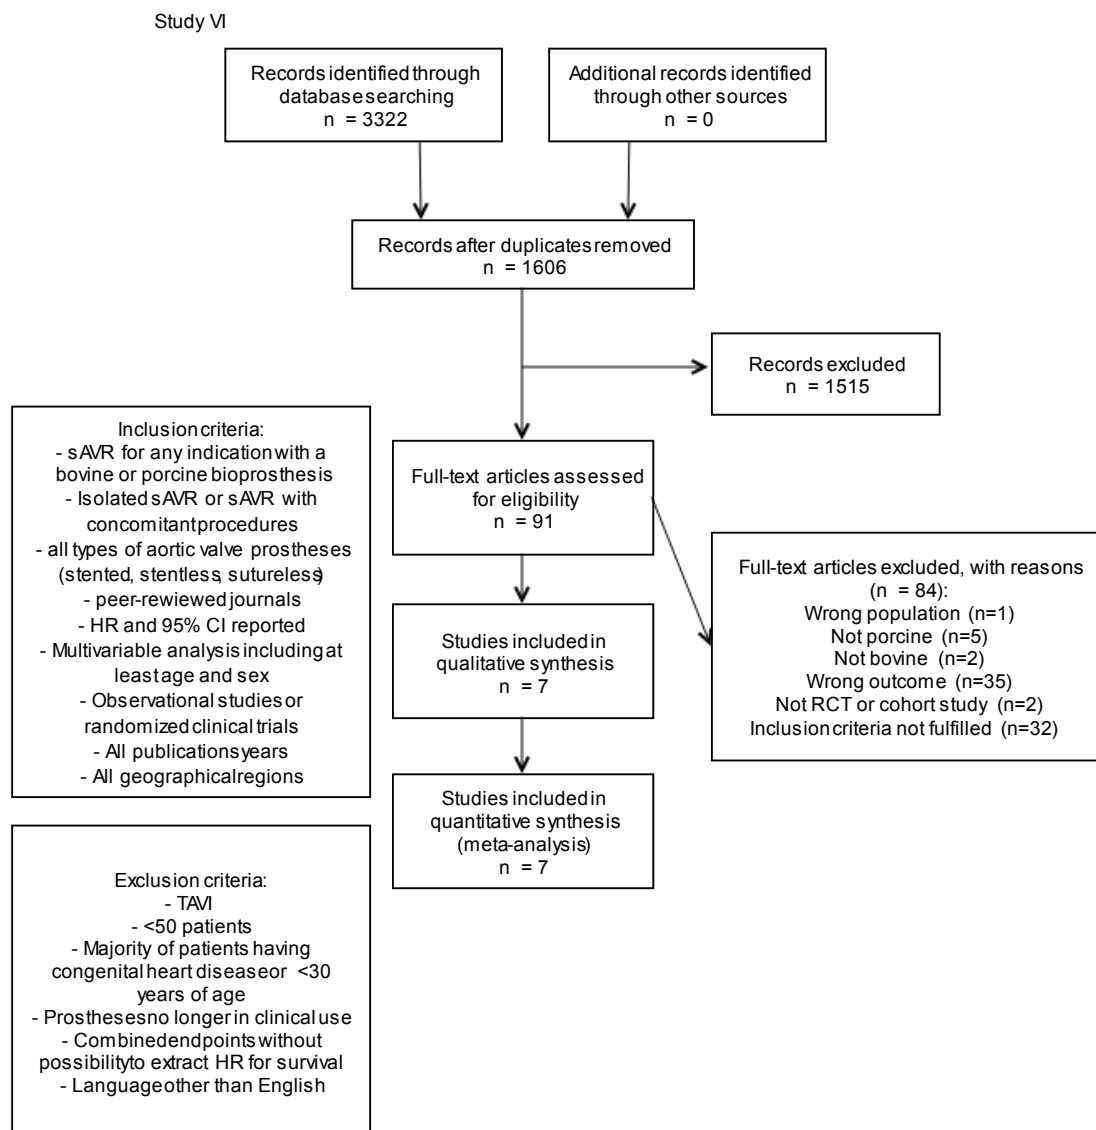 Study VI
Records identified through
database searching
n = 3322
Additional records identified
through other sources
n = 0
Records after duplicates removed
n = 1606
Records excluded
n = 1515
Inclusion criteria:
- sAVR for any indication with a
bovine or porcine bioprosthesis
- Isolated sAVR or sAVR with
concomitant procedures
- all types of aortic valve prostheses
(stented, stentless, sutureless)
- peer-rewiewed journals
- HR and 95% CI reported
- Multivariable analysis including at
least age and sex
- Observational studies or
randomized clinical trials
- All publications years
- All geographical regions
Full-text articles assessed
for eligibility
n = 91
Full-text articles excluded, with reasons
(n = 84):
Wrong population (n=1)
Not porcine (n=5)
Not bovine (n=2)
Wrong outcome (n=35)
Not RCT or cohort study (n=2)
Inclusion criteria not fulfilled (n=32)
Studies included in
qualitative synthesis
n = 7
Studies included in
quantitative synthesis
(meta-analysis)
n = 7
Exclusion criteria:
- TAVI
- <50 patients
- Majority of patients having
congenital heart disease or <30
years of age
- Prostheses no longer in clinical use
- Combined endpoints without
possibility to extract HR for survival
- Language other than English